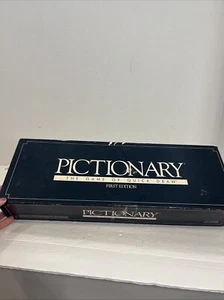 PICTIONARY
THE GAME OF QUICK DRAW
FIRST EDITION
PICTIONARY